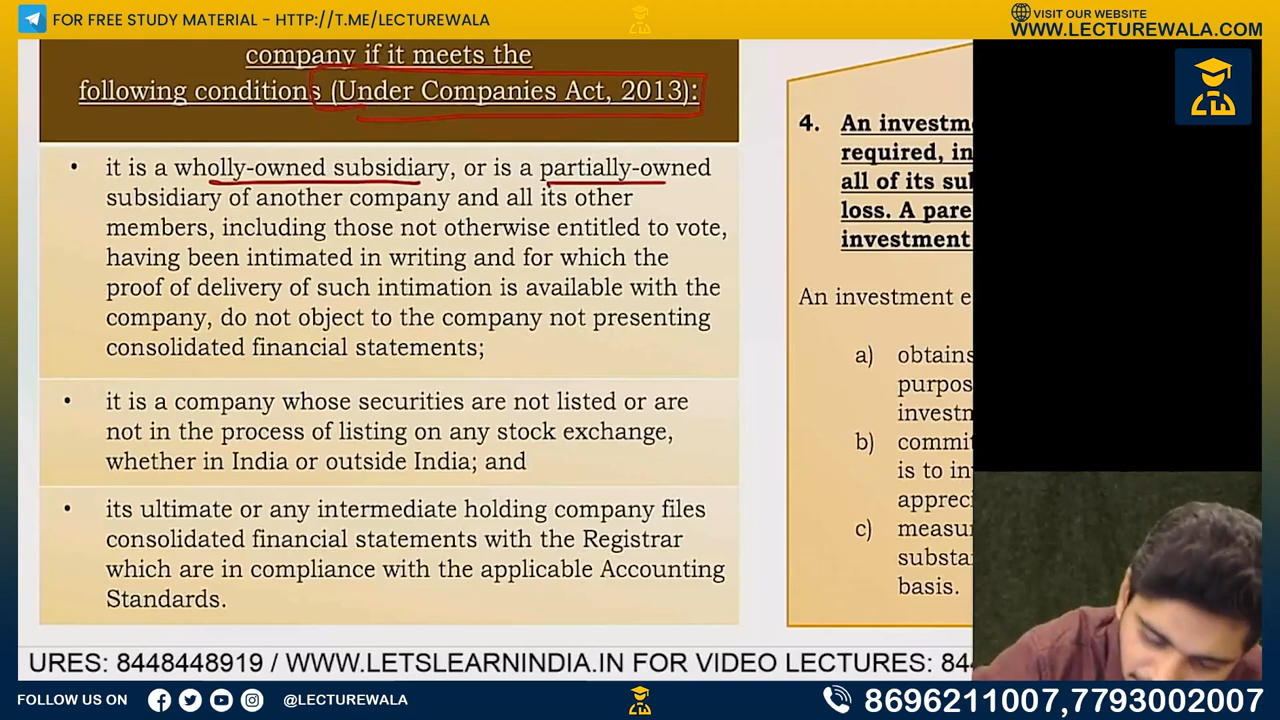 FOR FREE STUDY MATERIAL - HTTP://T.ME/LECTUREWALA
VISIT OUR WEBSITE
WWW.LECTUREWALA.COM
company if it meets the
following conditions (Under Companies Act, 2013):
• it is a wholly-owned subsidiary, or is a partially-owned
subsidiary of another company and all its other
members, including those not otherwise entitled to vote,
having been intimated in writing and for which the
proof of delivery of such intimation is available with the
company, do not object to the company not presenting
consolidated financial statements;
• it is a company whose securities are not listed or are
not in the process of listing on any stock exchange,
whether in India or outside India; and
• its ultimate or any intermediate holding company files
consolidated financial statements with the Registrar
which are in compliance with the applicable Accounting
Standards.
4. An investm
required, in
all of its su
loss. A pare
investment
An investment e
a) obtains
purpos
investm
b) commit
is to in
appreci
c) measu
substa
basis.
URES: 8448448919 / WWW.LETSLEARNINDIA.IN FOR VIDEO LECTURES: 844
FOLLOW US ON
@LECTUREWALA
8696211007,7793002007